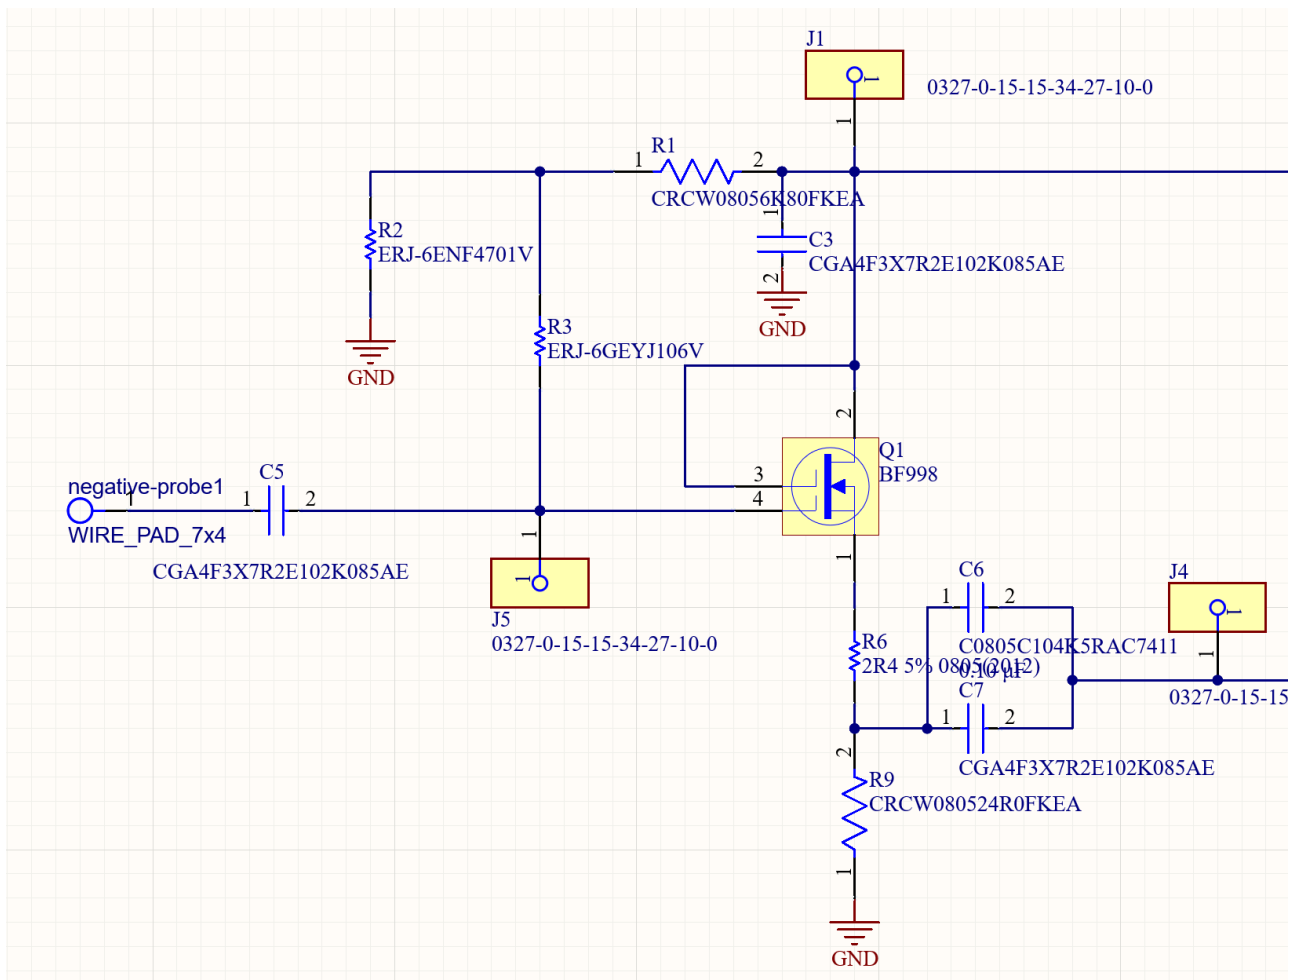 J1
1
0327-0-15-15-34-27-10-0
1
R1
1
2
CRCW08056K80FKEA
1
C3
CGA4F3X7R2E102K085AE
2
GND
R2
ERJ-6ENF4701V
GND
R3
ERJ-6GEYJ106V
2
Q1
BF998
3
4
1
negative-probe1
1
WIRE_PAD_7x4
C5
1
2
CGA4F3X7R2E102K085AE
1
1
J5
0327-0-15-15-34-27-10-0
C6
1
2
C0805C104K5RAC7411
0.10 µF
R6
2R4 5% 0805(2012)
J4
1
1
0327-0-15-15
C7
1
2
CGA4F3X7R2E102K085AE
2
R9
CRCW080524R0FKEA
1
GND